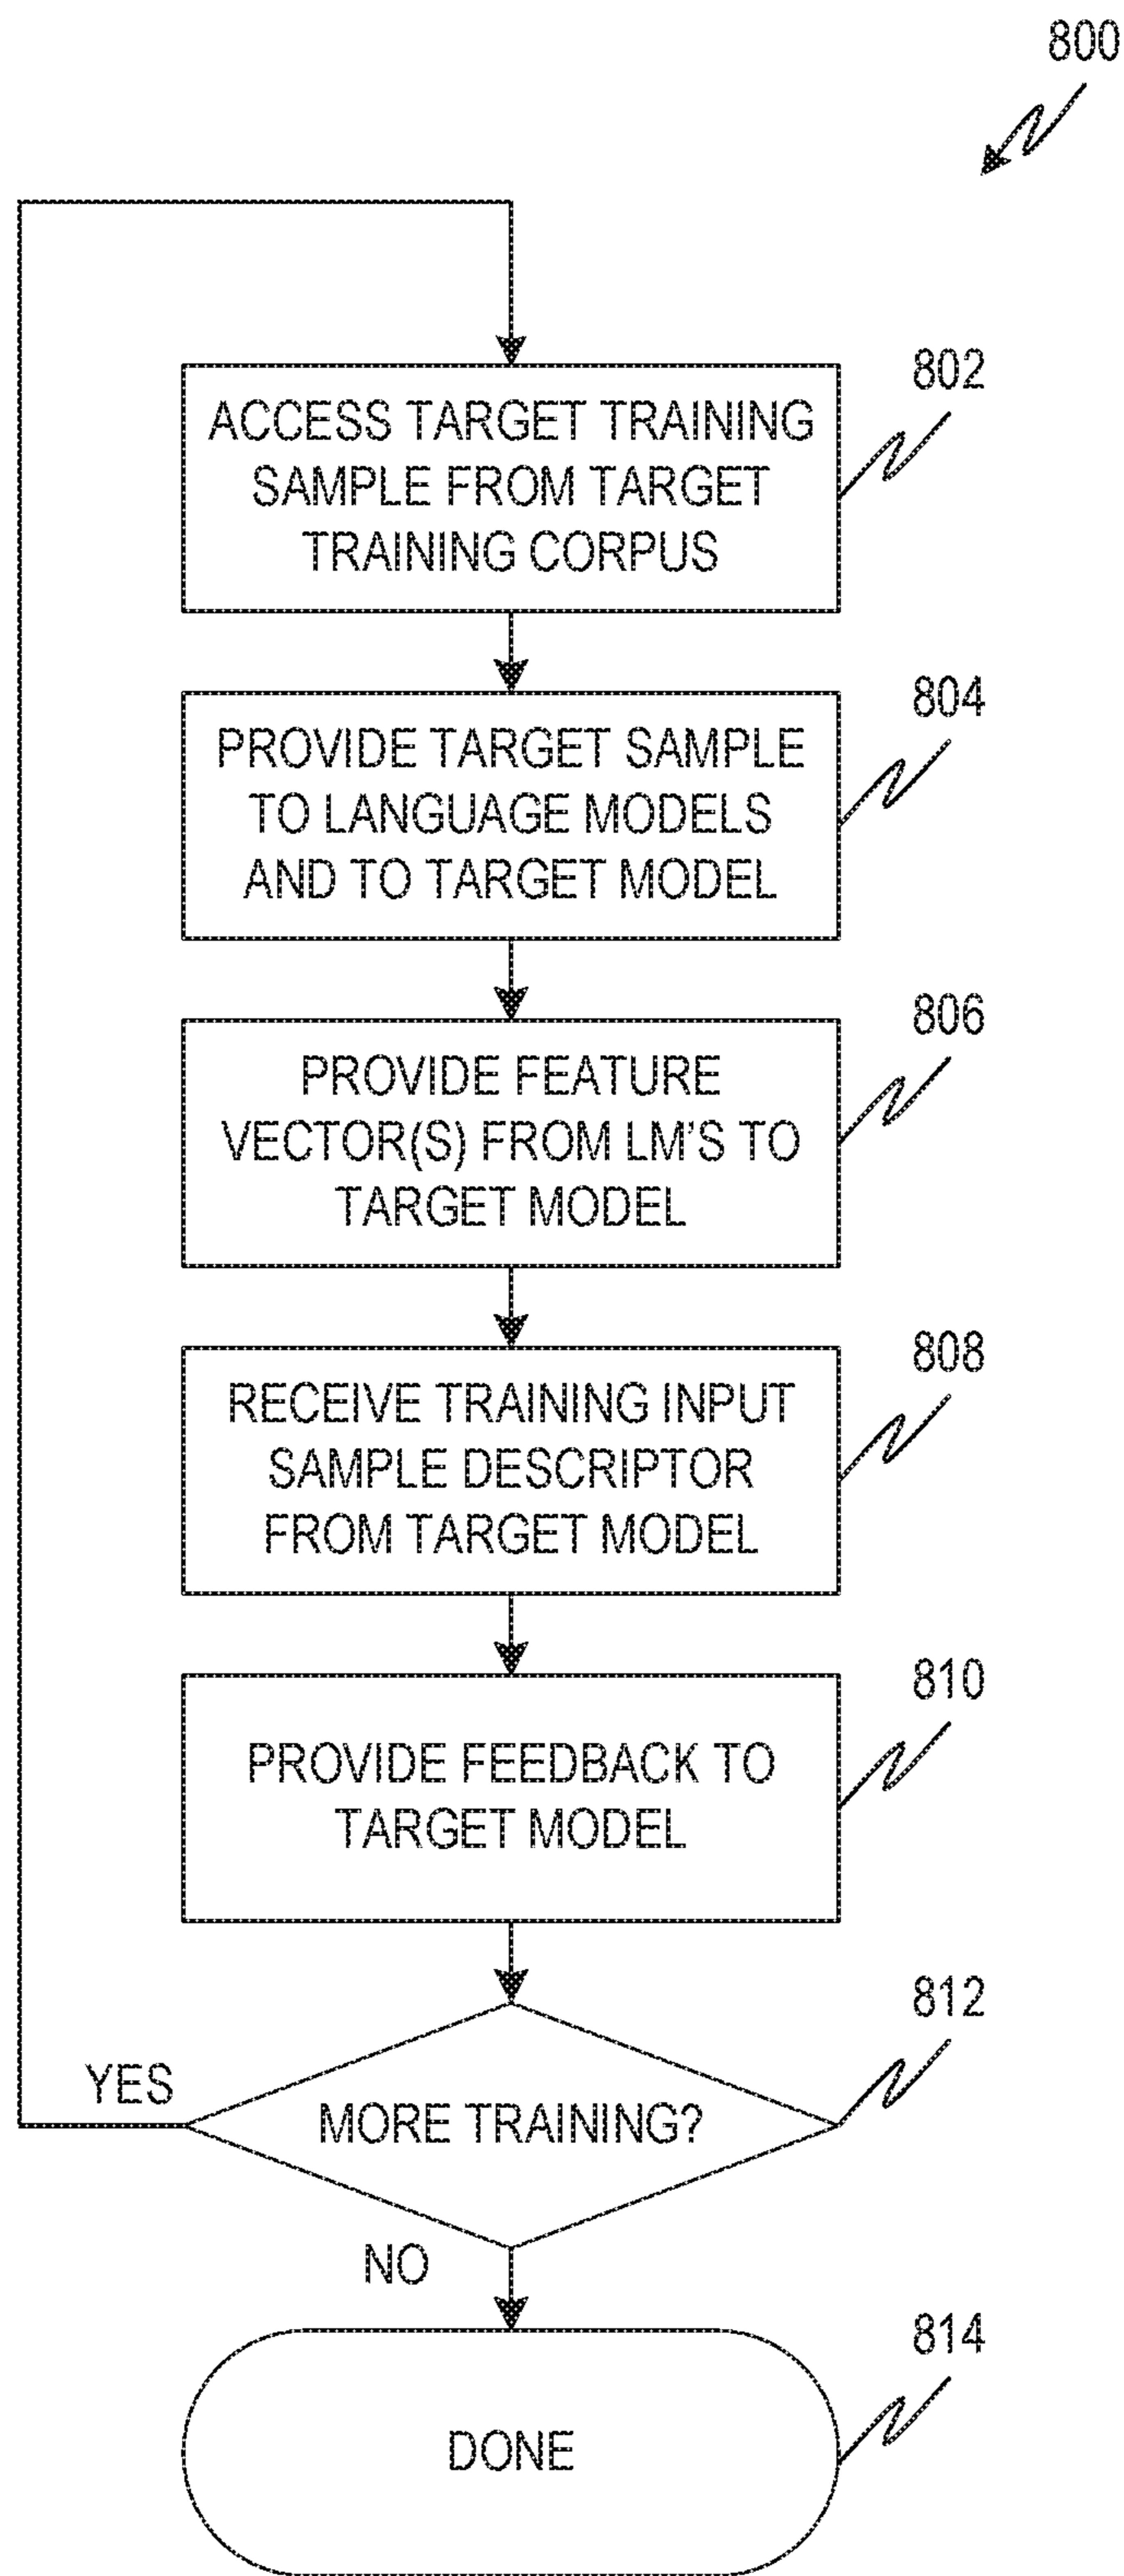 800
802
ACCESS TARGET TRAINING
SAMPLE FROM TARGET
TRAINING CORPUS
804
PROVIDE TARGET SAMPLE
TO LANGUAGE MODELS
AND TO TARGET MODEL
806
PROVIDE FEATURE
VECTOR(S) FROM LM'S TO
TARGET MODEL
808
RECEIVE TRAINING INPUT
SAMPLE DESCRIPTOR
FROM TARGET MODEL
810
PROVIDE FEEDBACK TO
TARGET MODEL
812
YES
MORE TRAINING?
NO
814
DONE